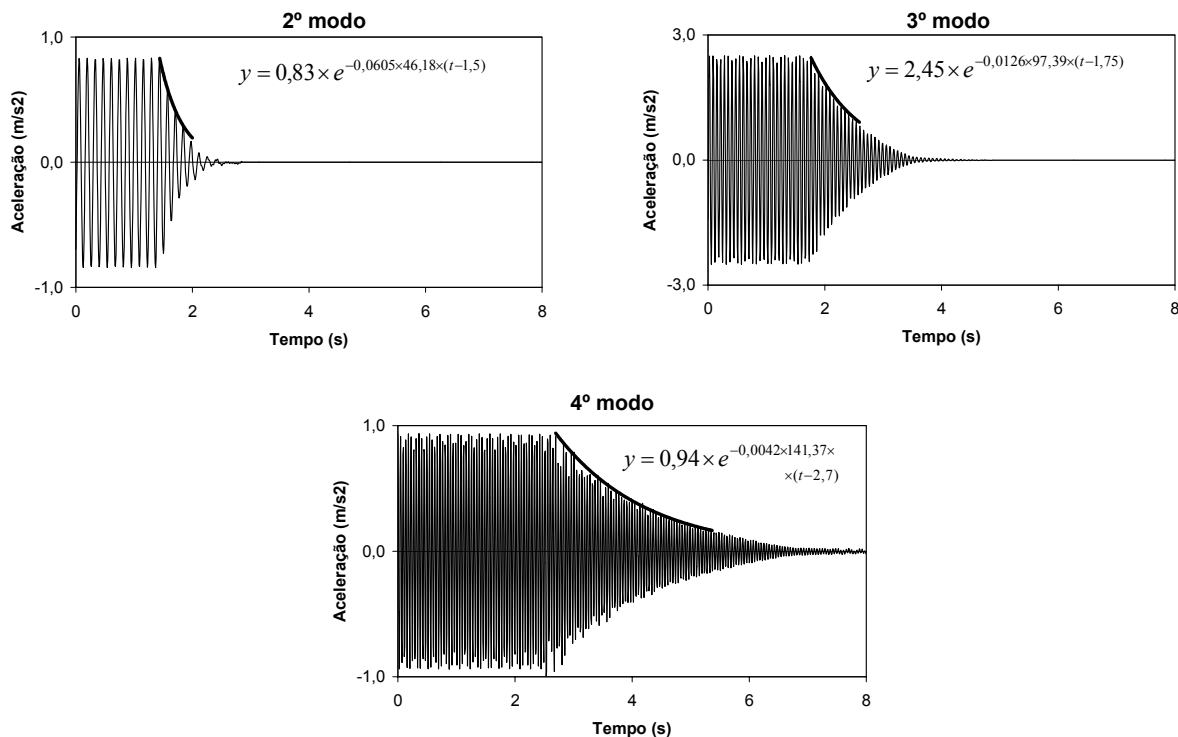 2º modo
1,0
0,0
-1,0
Aceleração (m/s2)
y = 0,83 × e^{-0,0605×46,18×(t-1,5)}
0 2 4 6 8
Tempo (s)
3º modo
3,0
0,0
-3,0
Aceleração (m/s2)
y = 2,45 × e^{-0,0126×97,39×(t-1,75)}
0 2 4 6 8
Tempo (s)
4º modo
1,0
0,0
-1,0
Aceleração (m/s2)
y = 0,94 × e^{-0,0042×141,37×
×(t-2,7)}
0 2 4 6 8
Tempo (s)